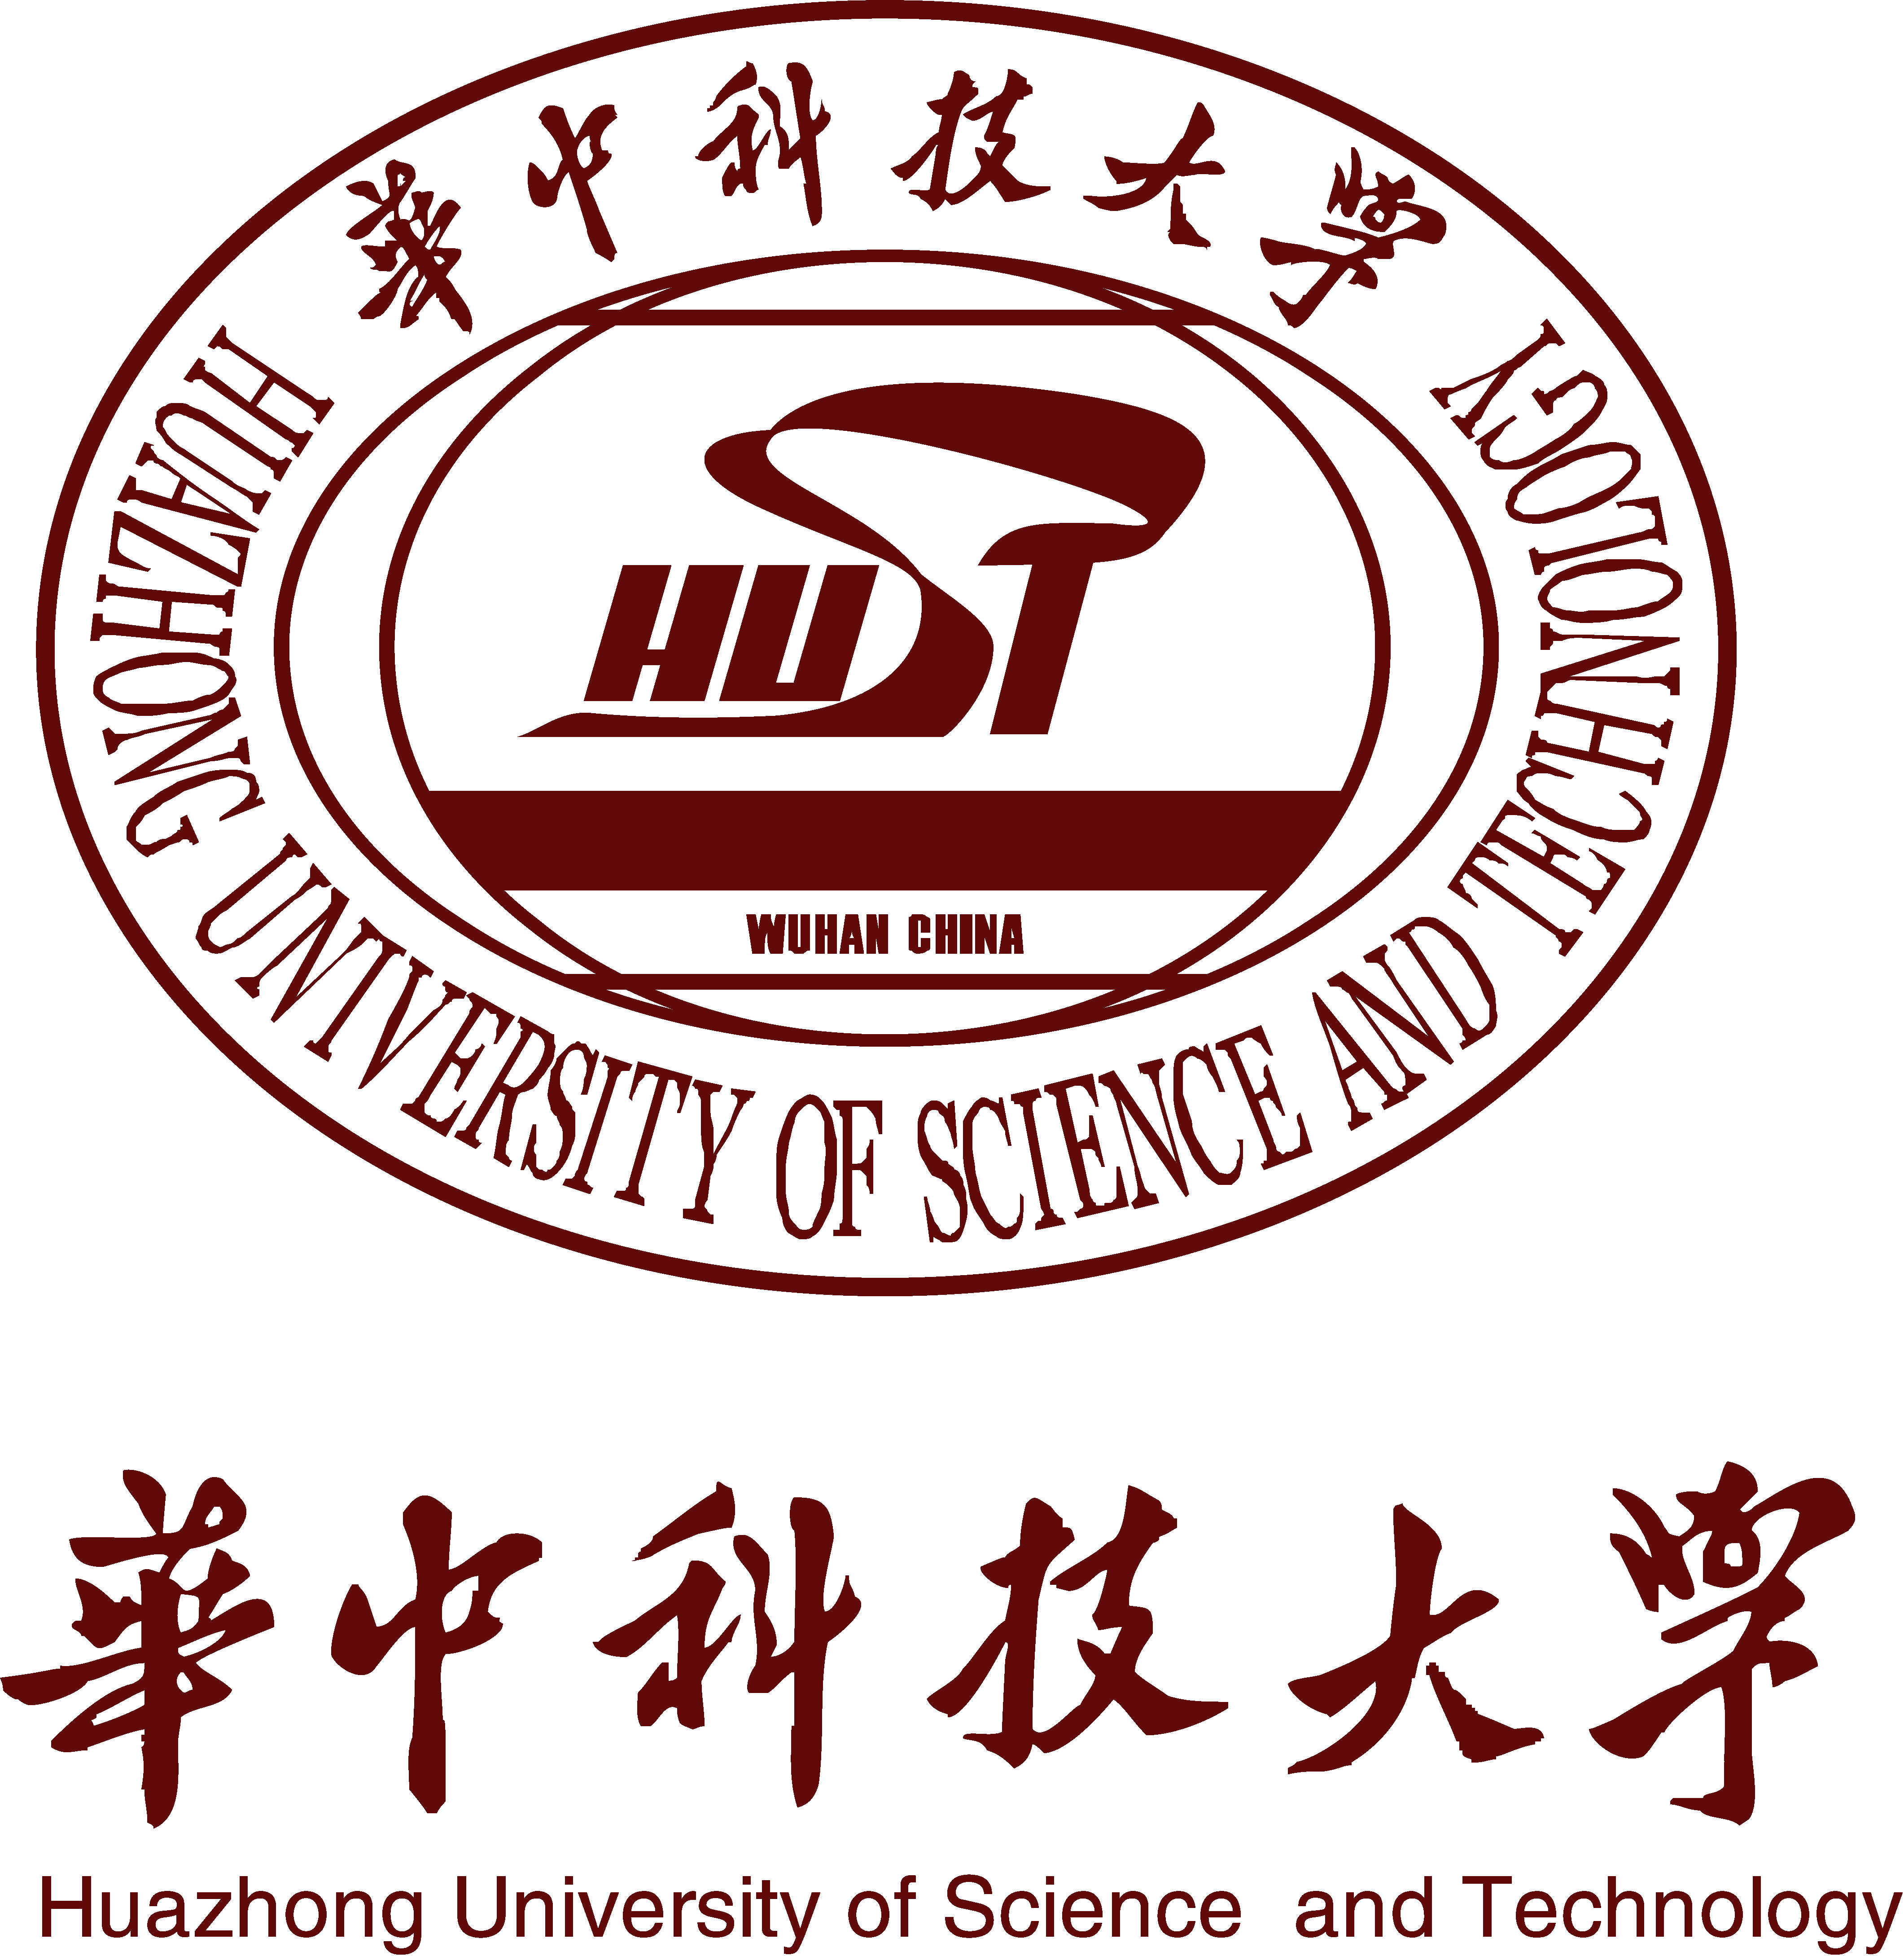 華中科技大学
HUAZHONG UNIVERSITY OF SCIENCE AND TECHNOLOGY
HUST
WUHAN CHINA
華中科技大学
Huazhong University of Science and Technology